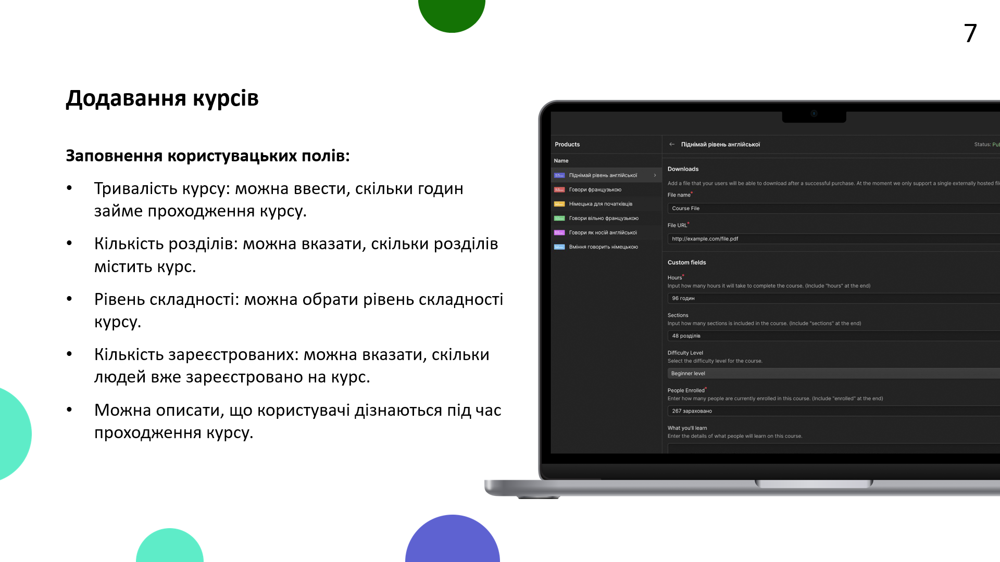 7
Додавання курсів
Заповнення користувацьких полів:
• Тривалість курсу: можна ввести, скільки годин
займе проходження курсу.
• Кількість розділів: можна вказати, скільки розділів
містить курс.
• Рівень складності: можна обрати рівень складності
курсу.
• Кількість зареєстрованих: можна вказати, скільки
людей вже зареєстровано на курс.
• Можна описати, що користувачі дізнаються під час
проходження курсу.
Products
Name
Піднімай рівень англійської
Говори французькою
Німецька для початківців
Говори вільно французькою
Говори як носій англійської
Вміння говорить німецькою
← Піднімай рівень англійської
Status: Pub
Downloads
Add a file that your users will be able to download after a successful purchase. At the moment we only support a single externally hosted file
File name*
Course File
File URL*
http://example.com/file.pdf
Custom fields
Hours*
Input how many hours it will take to complete the course. (Include "hours" at the end)
96 годин
Sections
Input how many sections is included in the course. (Include "sections" at the end)
48 розділів
Difficulty Level
Select the difficulty level for the course.
Beginner level
People Enrolled*
Enter how many people are currently enrolled in this course. (Include "enrolled" at the end)
267 зараховано
What you'll learn
Enter the details of what people will learn on this course.